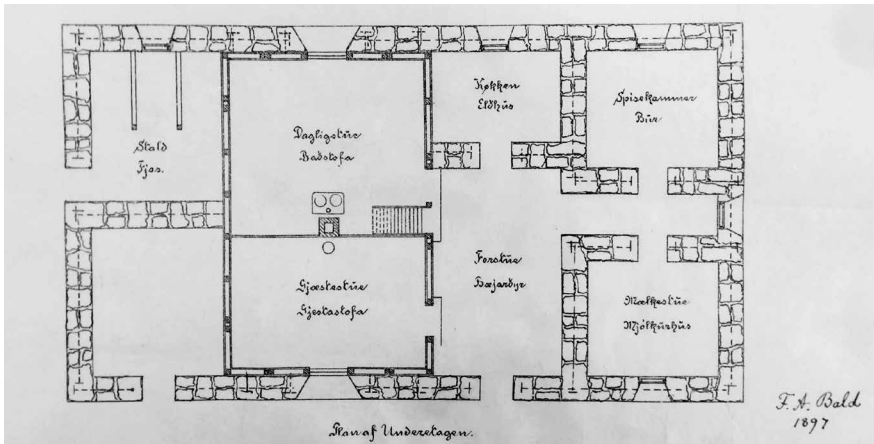 Køkken
Eldhús
Spisekammer
Búr
Dagligstue
Baðstofa
Stald
Fjós.
Forstue
Bæjardyr
Gjæstestue
Gjestastofa
Mælkestue
Mjólkurhús
Plan af Underetagen.
F. A. Bald
1897